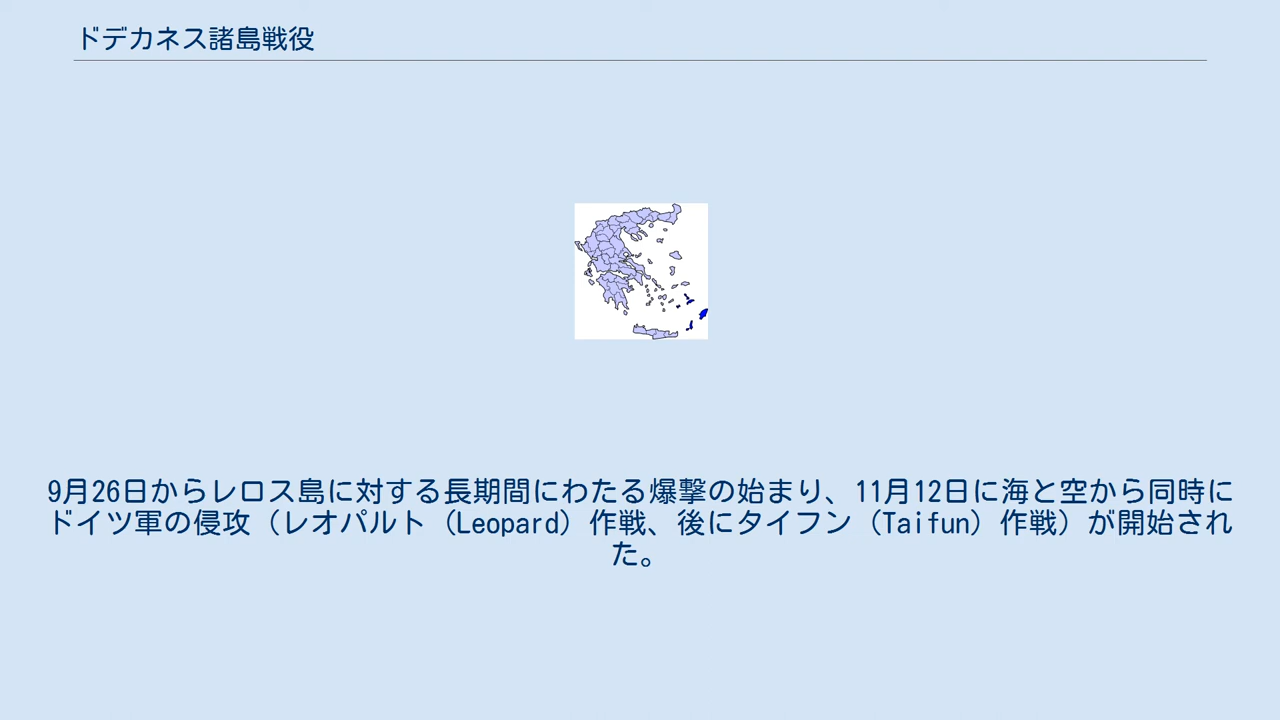 ドデカネス諸島戦役
9月26日からレロス島に対する長期間にわたる爆撃の始まり、11月12日に海と空から同時に
ドイツ軍の侵攻（レオパルト（Leopard）作戦、後にタイフン（Taifun）作戦）が開始され
た。